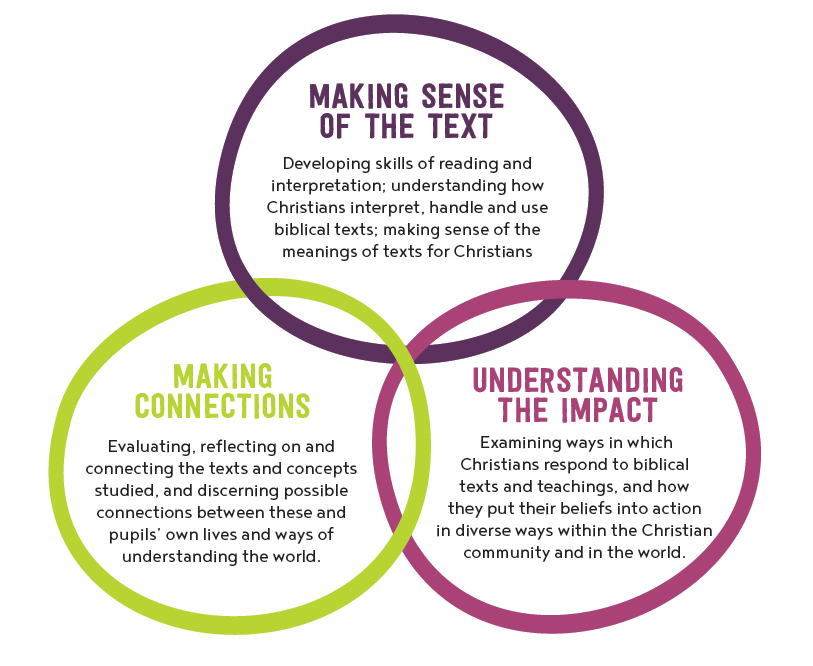 MAKING SENSE
OF THE TEXT
Developing skills of reading and
interpretation; understanding how
Christians interpret, handle and use
biblical texts; making sense of the
meanings of texts for Christians
MAKING
CONNECTIONS
Evaluating, reflecting on and
connecting the texts and concepts
studied, and discerning possible
connections between these and
pupils’ own lives and ways of
understanding the world.
UNDERSTANDING
THE IMPACT
Examining ways in which
Christians respond to biblical
texts and teachings, and how
they put their beliefs into action
in diverse ways within the Christian
community and in the world.